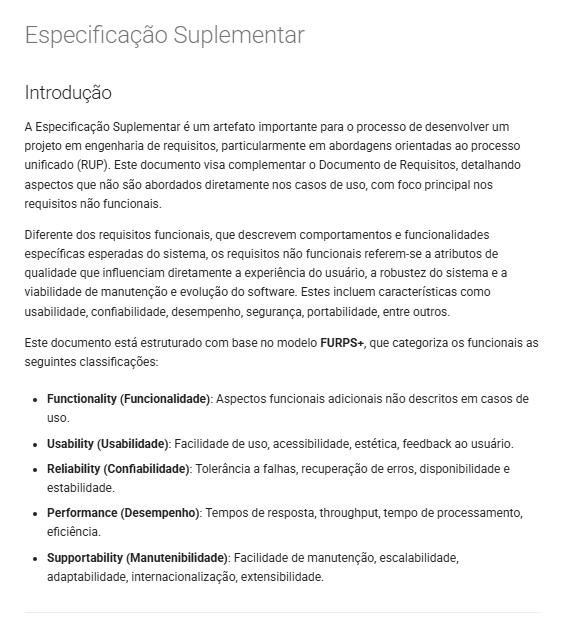 Especificação Suplementar
Introdução
A Especificação Suplementar é um artefato importante para o processo de desenvolver um
projeto em engenharia de requisitos, particularmente em abordagens orientadas ao processo
unificado (RUP). Este documento visa complementar o Documento de Requisitos, detalhando
aspectos que não são abordados diretamente nos casos de uso, com foco principal nos
requisitos não funcionais.
Diferente dos requisitos funcionais, que descrevem comportamentos e funcionalidades
específicas esperadas do sistema, os requisitos não funcionais referem-se a atributos de
qualidade que influenciam diretamente a experiência do usuário, a robustez do sistema e a
viabilidade de manutenção e evolução do software. Estes incluem características como
usabilidade, confiabilidade, desempenho, segurança, portabilidade, entre outros.
Este documento está estruturado com base no modelo FURPS+, que categoriza os funcionais as
seguintes classificações:
• Functionality (Funcionalidade): Aspectos funcionais adicionais não descritos em casos de
uso.
• Usability (Usabilidade): Facilidade de uso, acessibilidade, estética, feedback ao usuário.
• Reliability (Confiabilidade): Tolerância a falhas, recuperação de erros, disponibilidade e
estabilidade.
• Performance (Desempenho): Tempos de resposta, throughput, tempo de processamento,
eficiência.
• Supportability (Manutenibilidade): Facilidade de manutenção, escalabilidade,
adaptabilidade, internacionalização, extensibilidade.